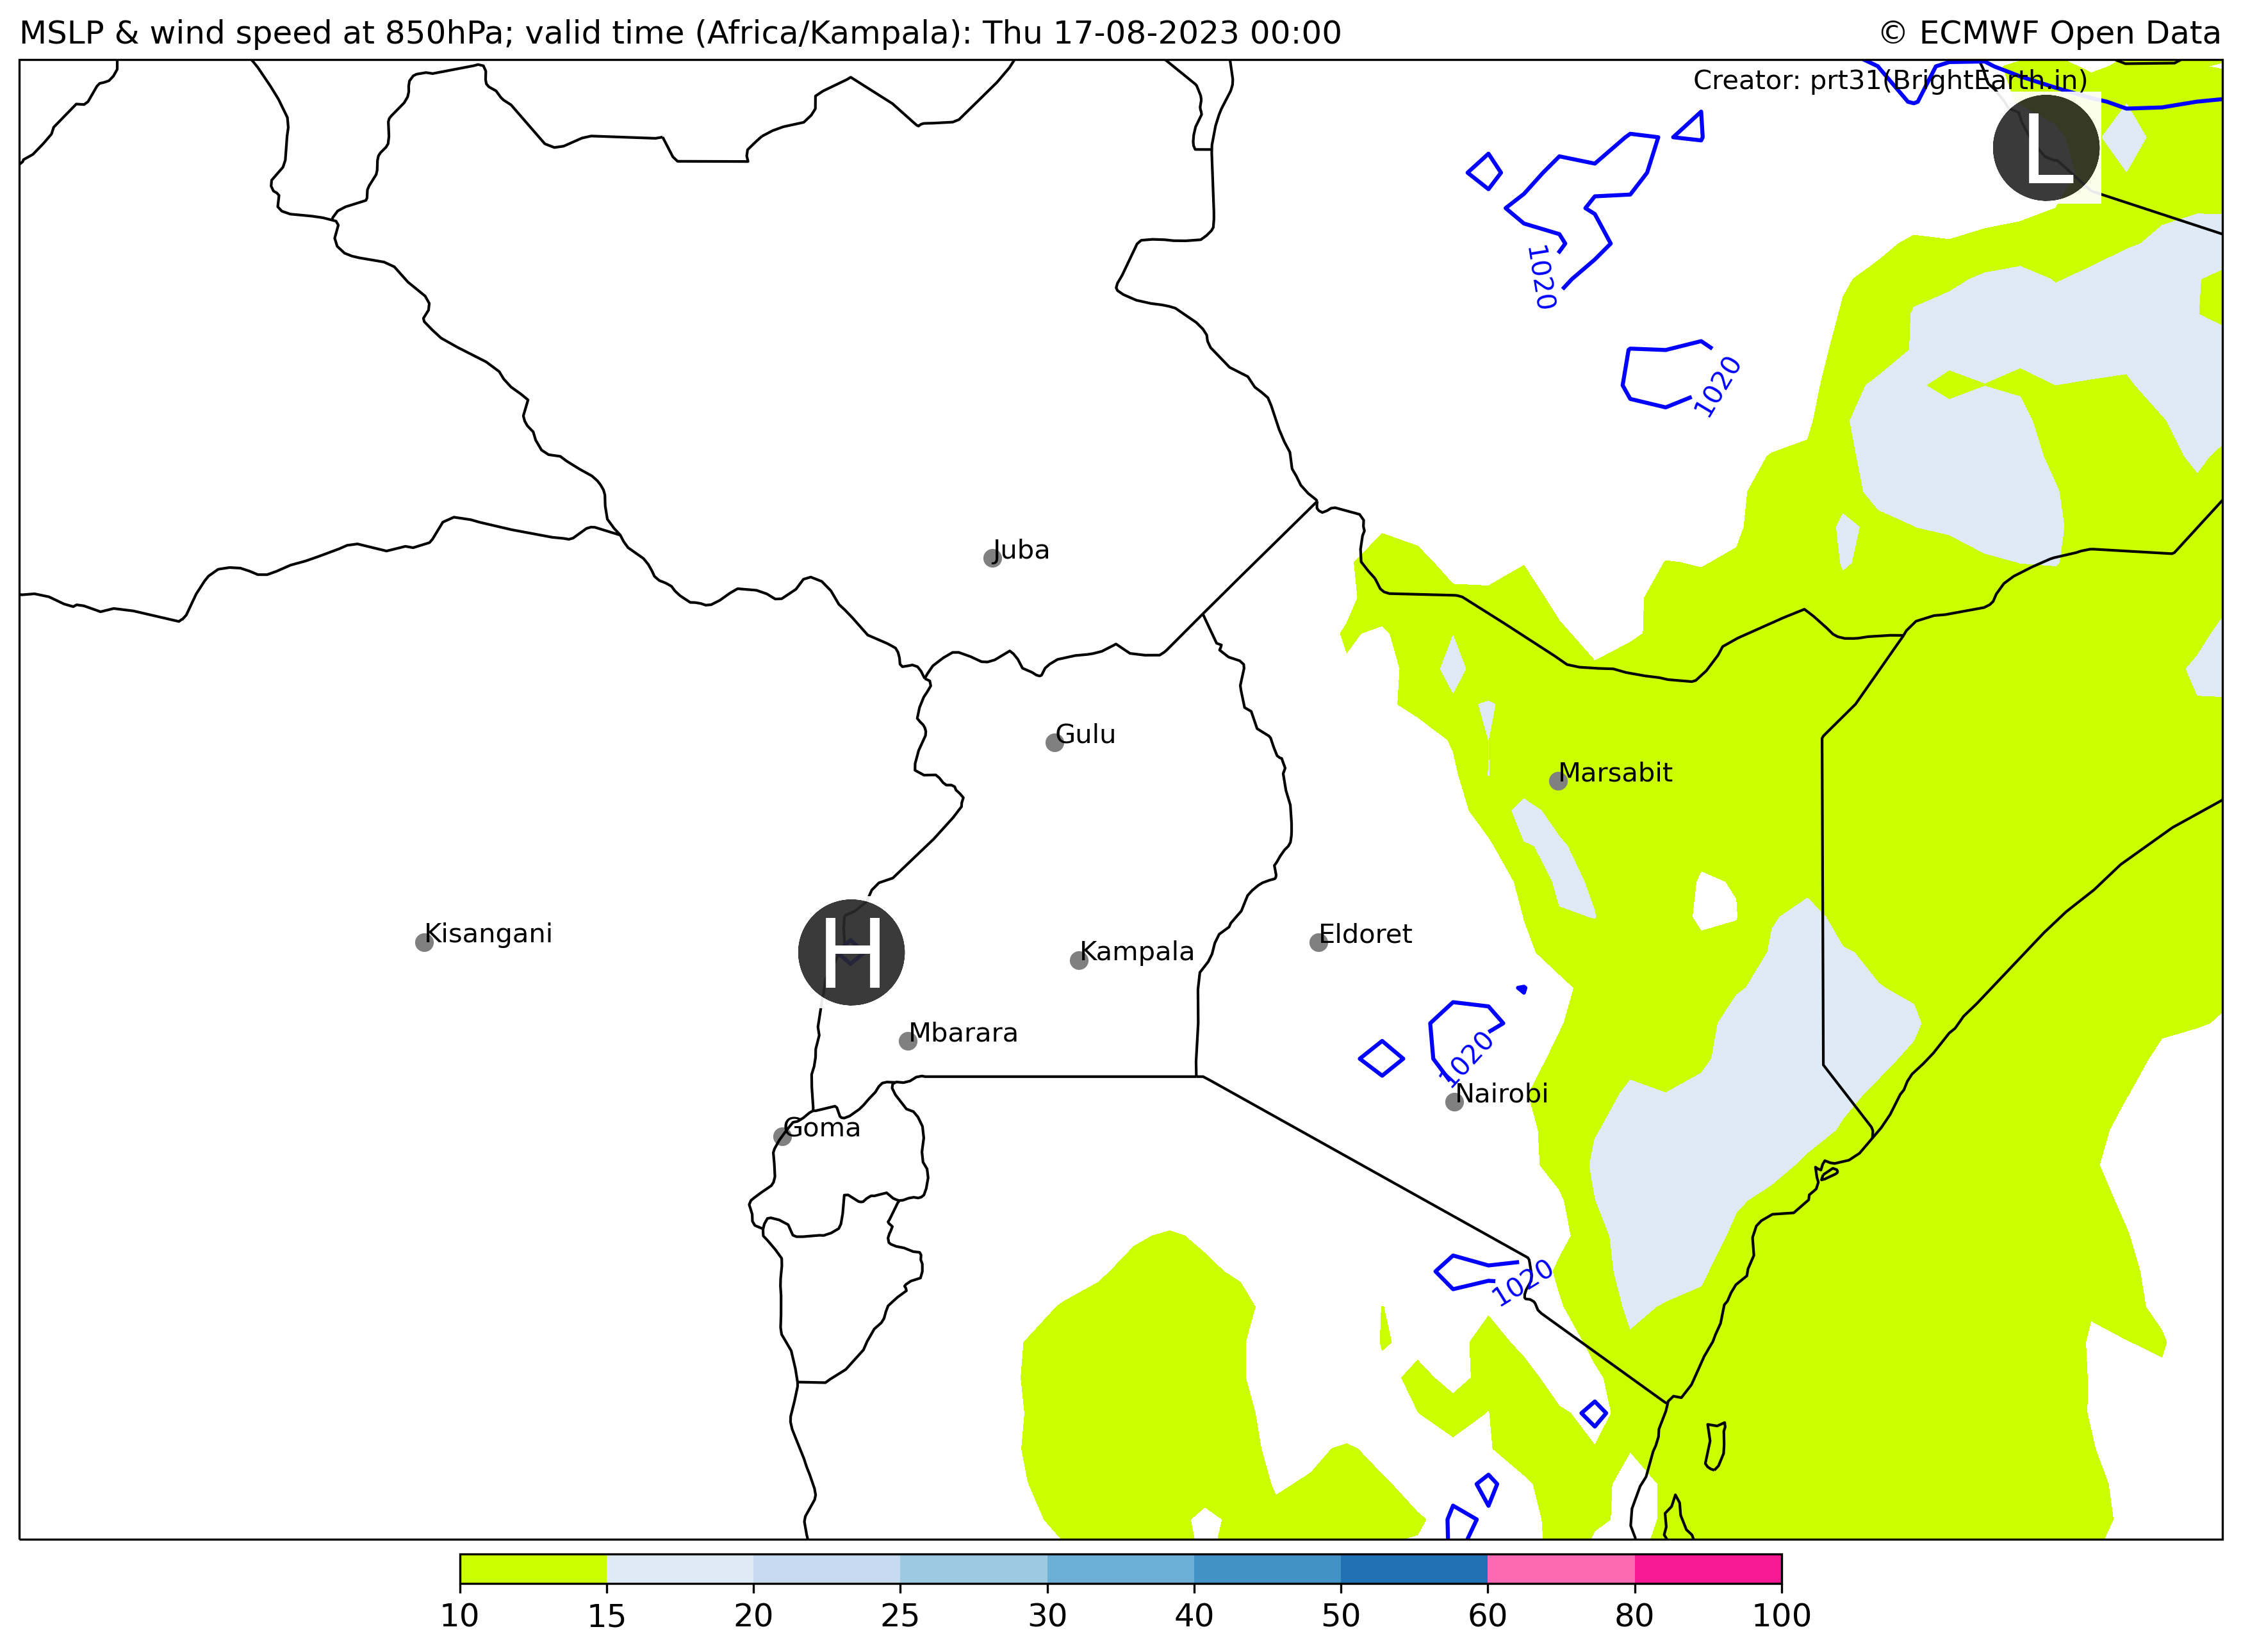 MSLP & wind speed at 850hPa; valid time (Africa/Kampala): Thu 17-08-2023 00:00
© ECMWF Open Data
Creator: prt31(BrightEarth.in)
L
1020
1020
Juba
Gulu
Marsabit
Kisangani
H
Kampala
Eldoret
Mbarara
1020
Nairobi
Goma
1020
10 15 20 25 30 40 50 60 80 100